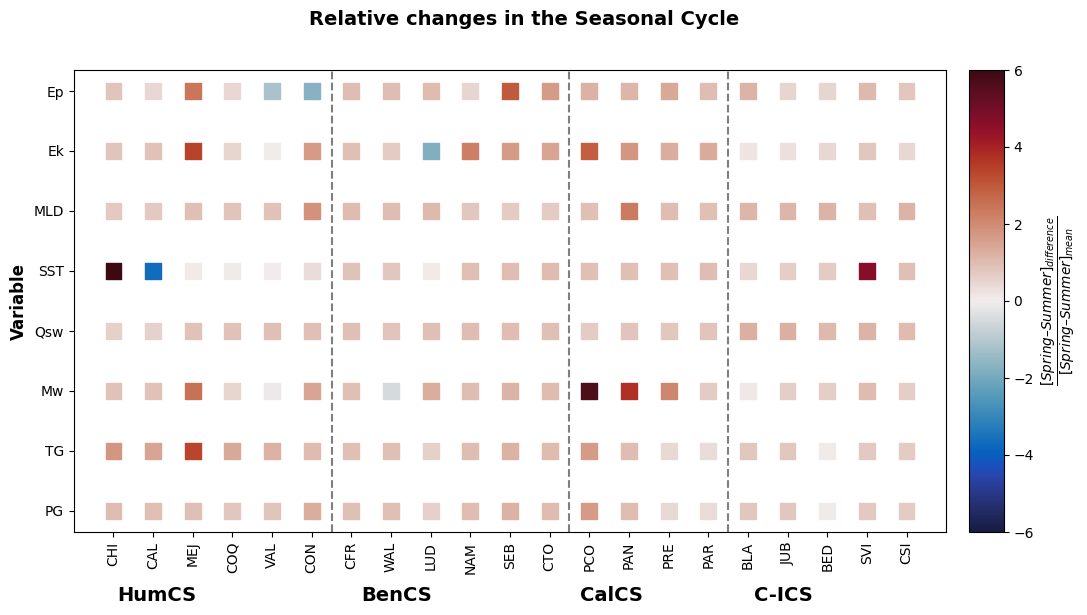 Relative changes in the Seasonal Cycle
Variable
Ep
Ek
MLD
SST
Qsw
Mw
TG
PG
CHI CAL MEJ COQ VAL CON CFR WAL LUD NAM SEB CTO PCO PAN PRE PAR BLA JUB BED SVI CSI
HumCS BenCS CalCS C-ICS
6
4
2
0
−2
−4
−6
[Spring–Summer]difference
[Spring–Summer]mean